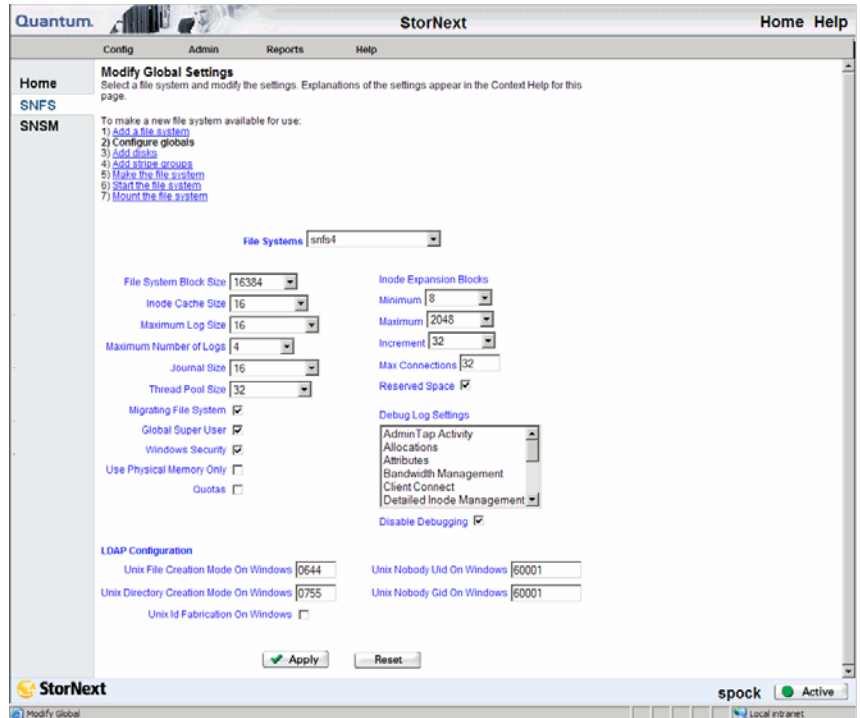 Quantum.
StorNext
Home Help
Config Admin Reports Help
Home
SNFS
SNSM
Modify Global Settings
Select a file system and modify the settings. Explanations of the settings appear in the Context Help for this
page.
To make a new file system available for use:
1) Add a file system
2) Configure globals
3) Add disks
4) Add stripe groups
5) Make the file system
6) Start the file system
7) Mount the file system
File Systems snfs4
File System Block Size 16384
Inode Cache Size 16
Maximum Log Size 16
Maximum Number of Logs 4
Journal Size 16
Thread Pool Size 32
Migrating File System
Global Super User
Windows Security
Use Physical Memory Only
Quotas
Inode Expansion Blocks
Minimum 8
Maximum 2048
Increment 32
Max Connections 32
Reserved Space
Debug Log Settings
AdminTap Activity
Allocations
Attributes
Bandwidth Management
Client Connect
Detailed Inode Management
Disable Debugging
LDAP Configuration
Unix File Creation Mode On Windows 0644
Unix Nobody Uid On Windows 60001
Unix Directory Creation Mode On Windows 0755
Unix Nobody Gid On Windows 60001
Unix Id Fabrication On Windows
Apply
Reset
StorNext
spock
Active
Modify Global
Local intranet